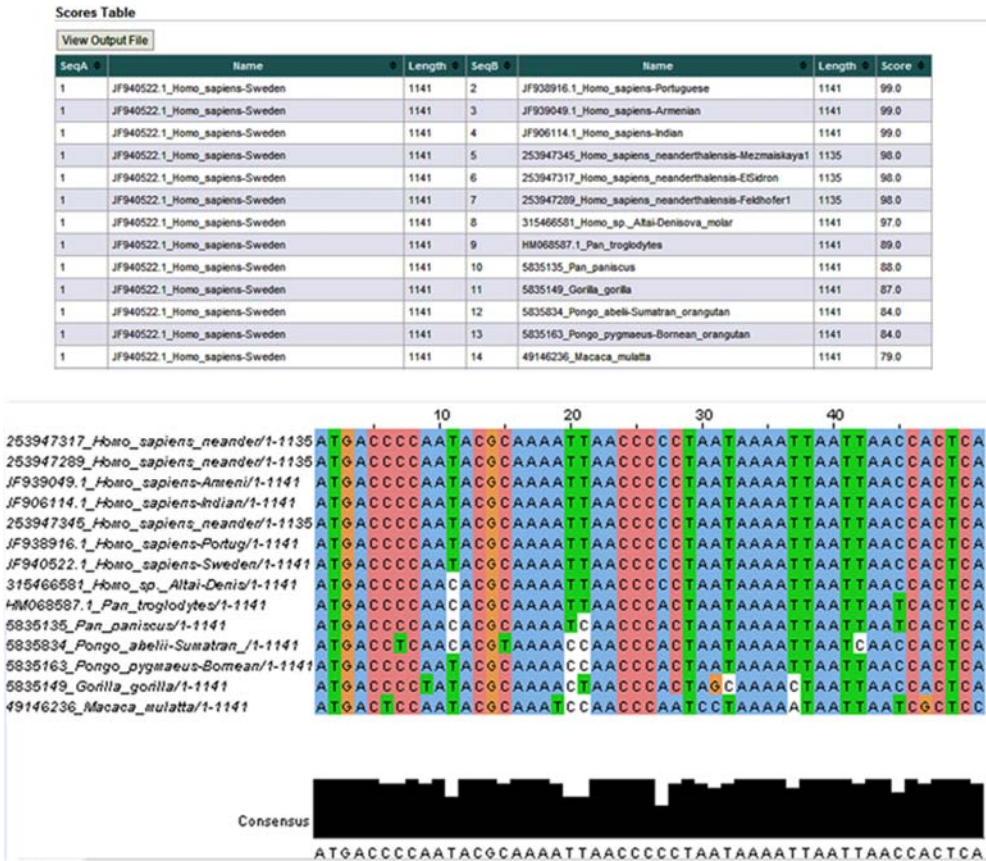 Scores Table
View Output File
SeqA Name Length SeqB Name Length Score
1 JF940522.1_Homo_sapiens-Sweden 1141 2 JF938916.1_Homo_sapiens-Portuguese 1141 99.0
1 JF940522.1_Homo_sapiens-Sweden 1141 3 JF939049.1_Homo_sapiens-Armenian 1141 99.0
1 JF940522.1_Homo_sapiens-Sweden 1141 4 JF906114.1_Homo_sapiens-Indian 1141 99.0
1 JF940522.1_Homo_sapiens-Sweden 1141 5 253947345_Homo_sapiens_neanderthalensis-Mezmaiskaya1 1135 98.0
1 JF940522.1_Homo_sapiens-Sweden 1141 6 253947317_Homo_sapiens_neanderthalensis-ElSidron 1135 98.0
1 JF940522.1_Homo_sapiens-Sweden 1141 7 253947289_Homo_sapiens_neanderthalensis-Feldhofer1 1135 98.0
1 JF940522.1_Homo_sapiens-Sweden 1141 8 315466581_Homo_sp._Altai-Denisova_molar 1141 97.0
1 JF940522.1_Homo_sapiens-Sweden 1141 9 HM068587.1_Pan_troglodytes 1141 89.0
1 JF940522.1_Homo_sapiens-Sweden 1141 10 5835135_Pan_paniscus 1141 88.0
1 JF940522.1_Homo_sapiens-Sweden 1141 11 5835149_Gorilla_gorilla 1141 87.0
1 JF940522.1_Homo_sapiens-Sweden 1141 12 5835834_Pongo_abelii-Sumatran_orangutan 1141 84.0
1 JF940522.1_Homo_sapiens-Sweden 1141 13 5835163_Pongo_pygmaeus-Bornean_orangutan 1141 84.0
1 JF940522.1_Homo_sapiens-Sweden 1141 14 49146236_Macaca_mulatta 1141 79.0
10 20 30 40
253947317_Homo_sapiens_neander/1-1135 ATGACCCCAATACGCAAAATTAACCCCCTAATAAAATTAATTAACCACTCA
253947289_Homo_sapiens_neander/1-1135 ATGACCCCAATACGCAAAATTAACCCCCTAATAAAATTAATTAACCACTCA
JF939049.1_Homo_sapiens-Armeni/1-1141 ATGACCCCAATACGCAAAATTAACCCCCTAATAAAATTAATTAACCACTCA
JF906114.1_Homo_sapiens-Indian/1-1141 ATGACCCCAATACGCAAAATTAACCCCCTAATAAAATTAATTAACCACTCA
253947345_Homo_sapiens_neander/1-1135 ATGACCCCAATACGCAAAATTAACCCCCTAATAAAATTAATTAACCACTCA
JF938916.1_Homo_sapiens-Portug/1-1141 ATGACCCCAATACGCAAAATTAACCCCCTAATAAAATTAATTAACCACTCA
JF940522.1_Homo_sapiens-Sweden/1-1141 ATGACCCCAATACGCAAAATTAACCCCCTAATAAAATTAATTAACCACTCA
315466581_Homo_sp._Altai-Denis/1-1141 ATGACCCCAACACGCAAAATTAACCCCCTAATAAAATTAATTAACCACTCA
HM068587.1_Pan_troglodytes/1-1141 ATGACCCCAACACGCAAAATTAACCCACTAATAAAATTAATTAATCACTCA
5835135_Pan_paniscus/1-1141 ATGACCCCAACACGCAAAATCAACCCACTAATAAAATTAATTAATCACTCA
5835834_Pongo_abelii-Sumatran_/1-1141 ATGACCTCAACACGTAAAACCAACCCACTAATAAAATTAATCAACCACTCA
5835163_Pongo_pygmaeus-Bornean/1-1141 ATGACCCCAATACGCAAAACCAACCCACTAATAAAATTAATTAACCACTCA
5835149_Gorilla_gorilla/1-1141 ATGACCCCTATACGCAAAACTAACCCACTAGCAAAACTAATTAACCACTCA
49146236_Macaca_mulatta/1-1141 ATGACTCCAATACGCAAATCCAACCCAATCCTAAAAATAATTAATCGCTCC
Consensus
ATGACCCCAATACGCAAAATTAACCCCCTAATAAAATTAATTAACCACTCA